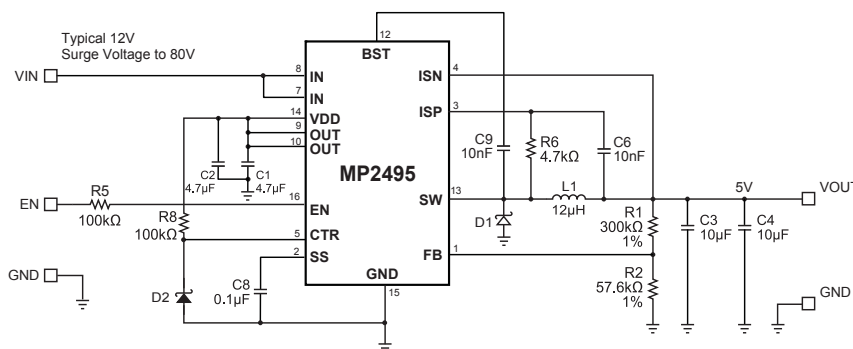 Typical 12V
Surge Voltage to 80V
VIN
EN
GND
R5
100kΩ
R8
100kΩ
D2
C2
4.7µF
C1
4.7µF
C8
0.1µF
8
7
14
9
10
16
5
2
12
BST
IN
IN
VDD
OUT
OUT
MP2495
EN
CTR
SS
GND
15
ISN
ISP
SW
FB
4
3
13
1
C9
10nF
R6
4.7kΩ
C6
10nF
D1
L1
12µH
R1
300kΩ
1%
R2
57.6kΩ
1%
5V
C3
10µF
C4
10µF
VOUT
GND